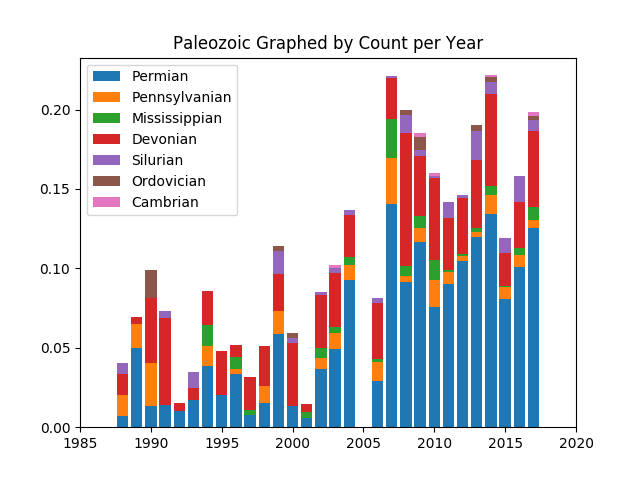 Paleozoic Graphed by Count per Year
Permian
Pennsylvanian
Mississippian
Devonian
Silurian
Ordovician
Cambrian
0.20
0.15
0.10
0.05
0.00
1985 1990 1995 2000 2005 2010 2015 2020